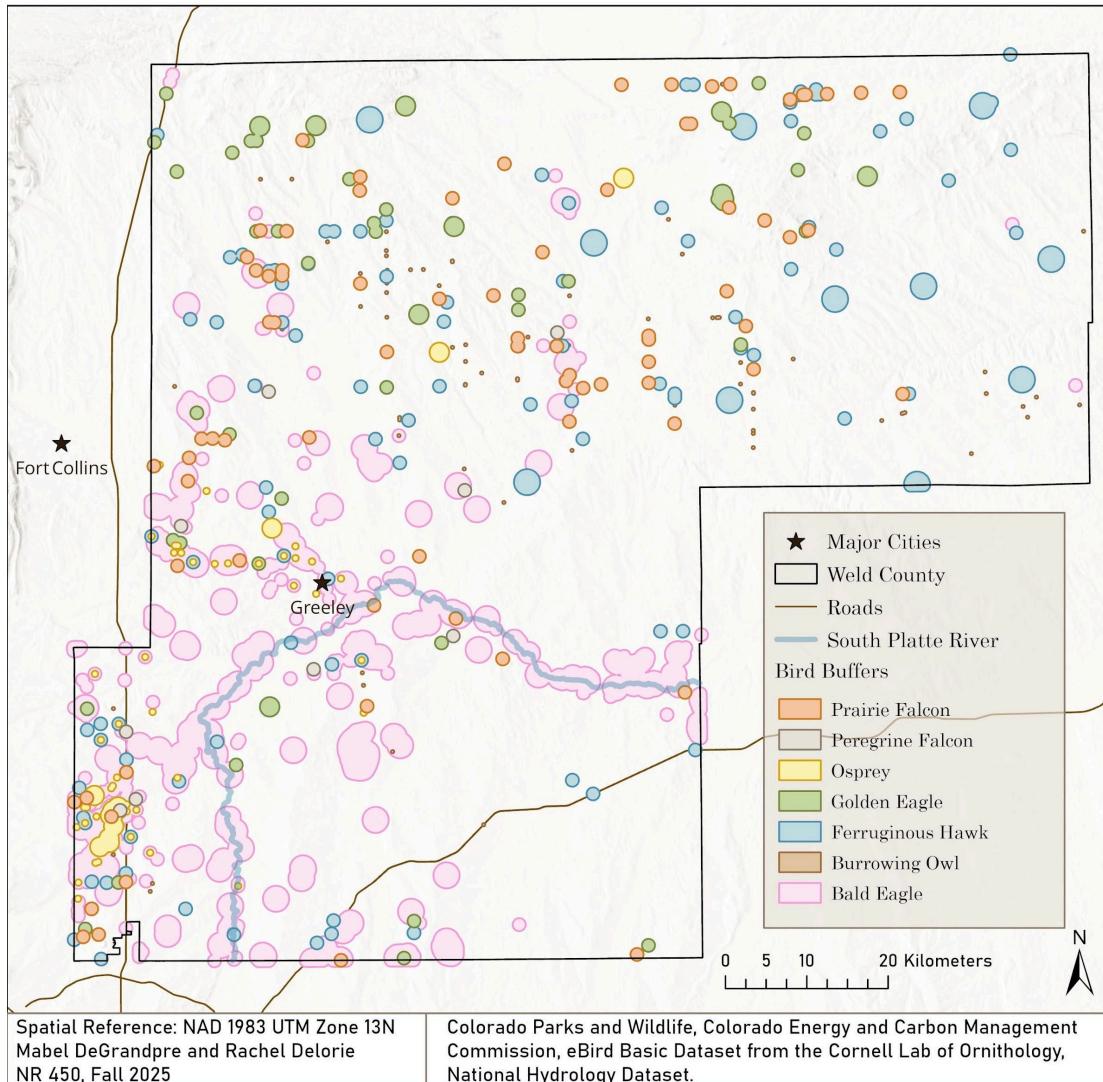 Fort Collins
Greeley
Major Cities
Weld County
Roads
South Platte River
Bird Buffers
Prairie Falcon
Peregrine Falcon
Osprey
Golden Eagle
Ferruginous Hawk
Burrowing Owl
Bald Eagle
0 5 10 20 Kilometers
N
Spatial Reference: NAD 1983 UTM Zone 13N
Mabel DeGrandpre and Rachel Delorie
NR 450, Fall 2025
Colorado Parks and Wildlife, Colorado Energy and Carbon Management
Commission, eBird Basic Dataset from the Cornell Lab of Ornithology,
National Hydrology Dataset.